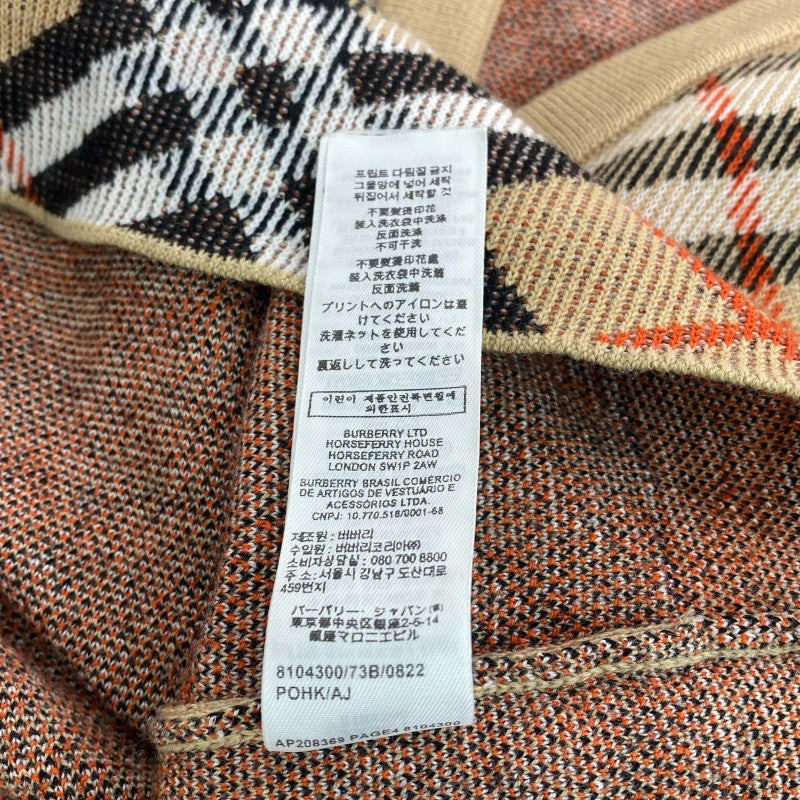 프린트 다림질 금지
그물망에 넣어 세탁
뒤집어서 세탁할 것
不要熨烫印花
装入洗衣袋中洗涤
反面洗涤
不可干洗
不要熨燙印花處
裝入洗衣袋中洗滌
反面洗滌
プリントへのアイロンは避
けてください
洗濯ネットを使用してくだ
さい
裏返しして洗ってください
어린이 제품안전특별법에
의한표시
BURBERRY LTD
HORSEFERRY HOUSE
HORSEFERRY ROAD
LONDON SW1P 2AW
BURBERRY BRASIL COMÉRCIO
DE ARTIGOS DE VESTUÁRIO E
ACESSÓRIOS LTDA.
CNPJ: 10.770.518/0001-68
제조원 : 버버리
수입원 : 버버리코리아㈜
소비자상담실 : 080 700 8800
주 소: 서울시 강남구 도산대로
459번지
バーバリー・ジャパン㈱
東京都中央区銀座2-5-14
銀座マロニエビル
8104300/73B/0822
POHK/AJ
AP208369 PAGE4 8104300